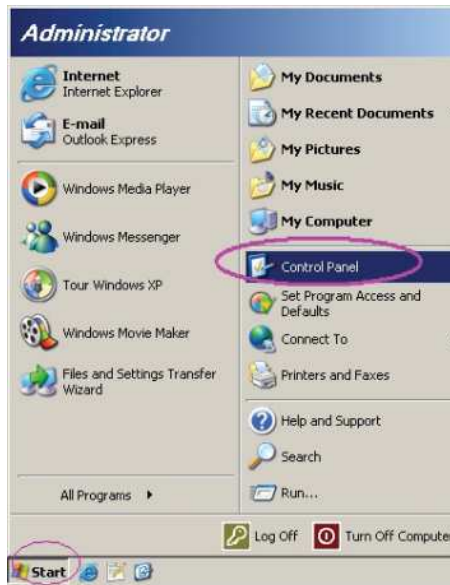 Administrator
Internet
Internet Explorer
E-mail
Outlook Express
Windows Media Player
Windows Messenger
Tour Windows XP
Windows Movie Maker
Files and Settings Transfer
Wizard
All Programs
My Documents
My Recent Documents
My Pictures
My Music
My Computer
Control Panel
Set Program Access and
Defaults
Connect To
Printers and Faxes
Help and Support
Search
Run...
Log Off
Turn Off Computer
Start